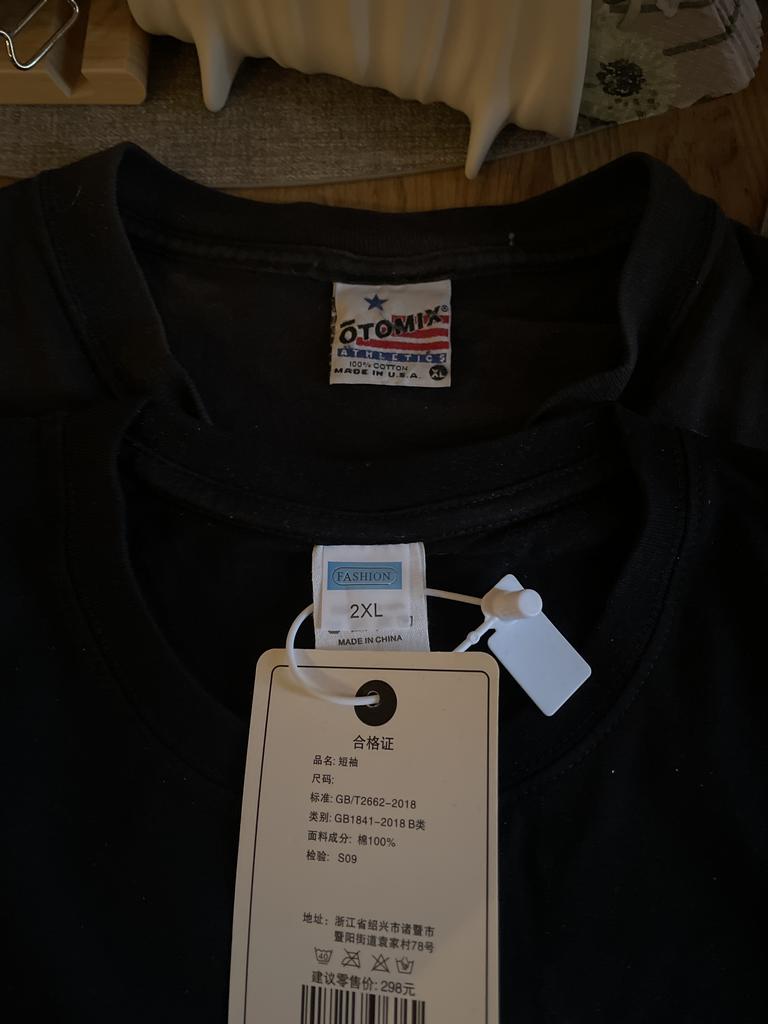 ŌTOMIX®
ATHLETICS
100% COTTON
MADE IN U.S.A. XL
FASHION
2XL
MADE IN CHINA
合格证
品名: 短袖
尺码:
标准: GB/T2662-2018
类别: GB1841-2018 B类
面料成分: 棉100%
检验: S09
地址: 浙江省绍兴市诸暨市
暨阳街道袁家村78号
40
建议零售价: 298元